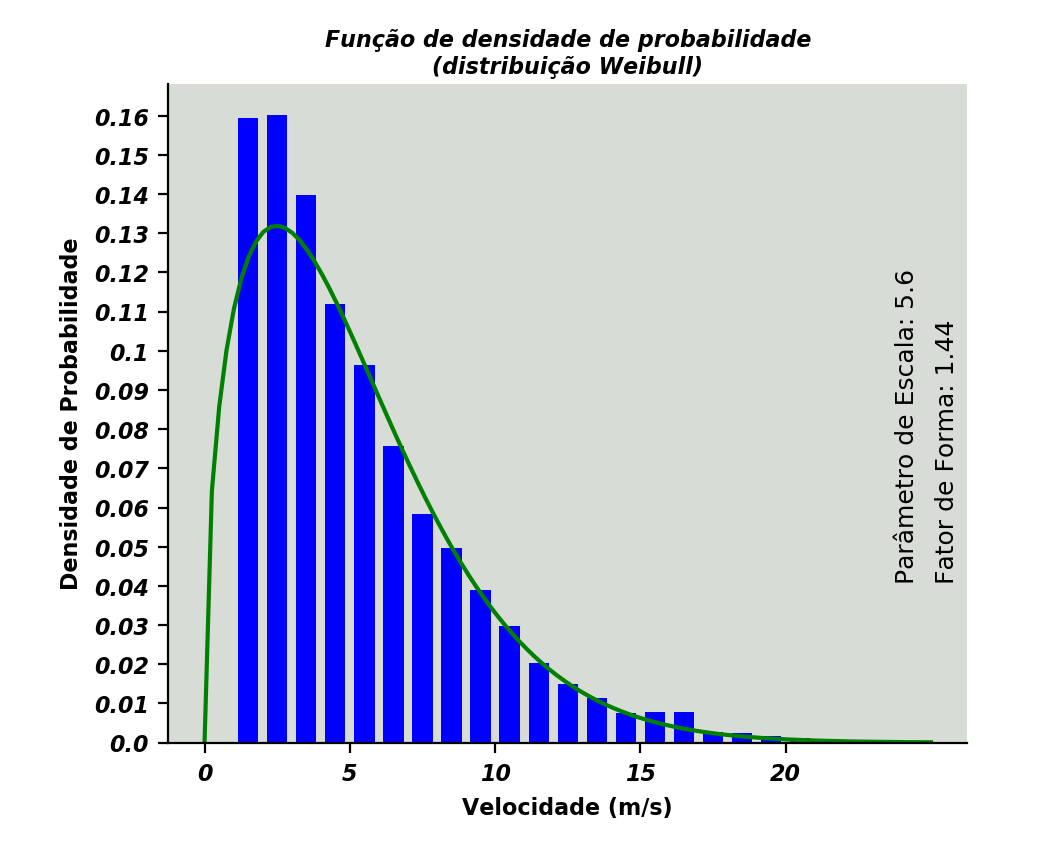 Função de densidade de probabilidade
(distribuição Weibull)
Densidade de Probabilidade
0.16
0.15
0.14
0.13
0.12
0.11
0.1
0.09
0.08
0.07
0.06
0.05
0.04
0.03
0.02
0.01
0.0
Parâmetro de Escala: 5.6
Fator de Forma: 1.44
0 5 10 15 20
Velocidade (m/s)